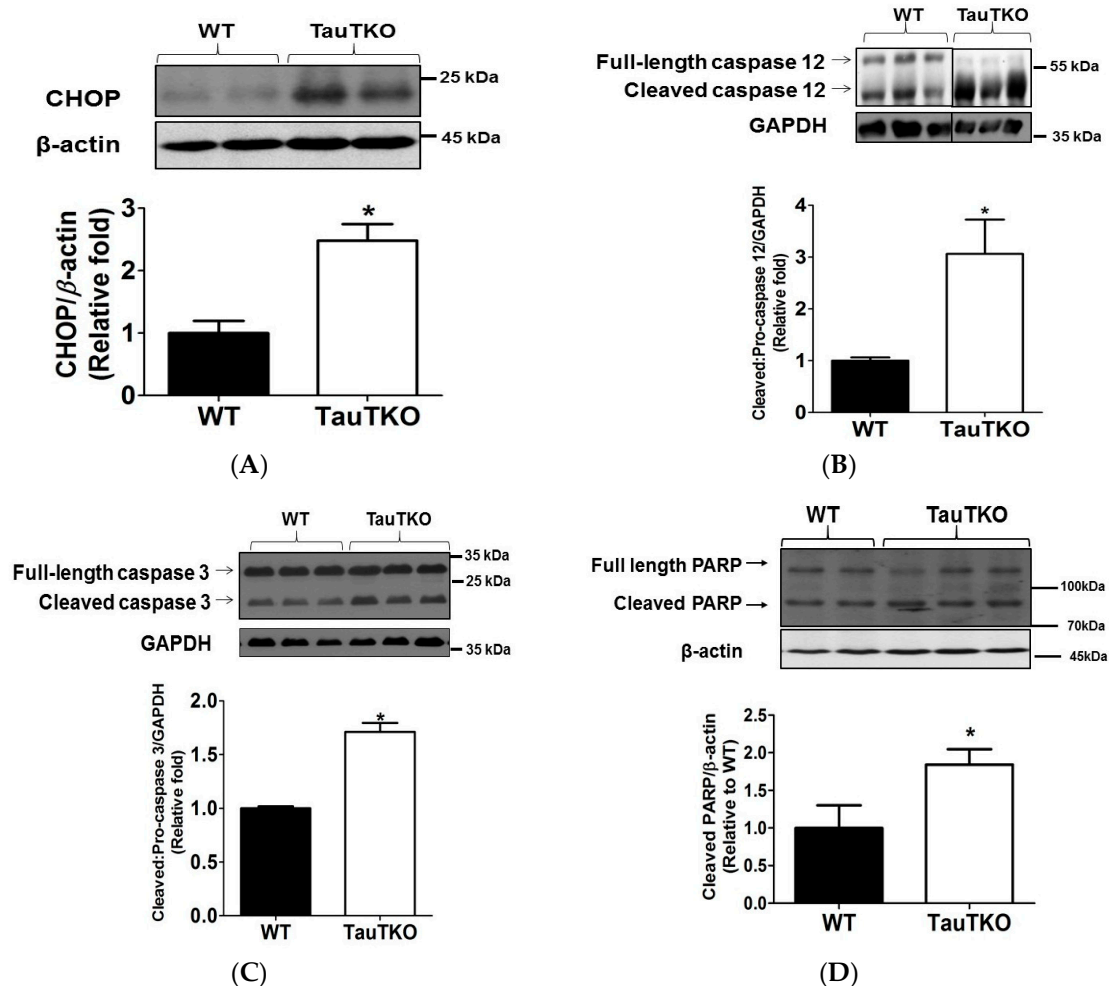 WT TauTKO
25 kDa
CHOP
45 kDa
β-actin
CHOP/β-actin
(Relative fold)
3
2
1
0
*
WT TauTKO
(A)
WT TauTKO
Full-length caspase 12 →
55 kDa
Cleaved caspase 12 →
GAPDH
35 kDa
Cleaved:Pro-caspase 12/GAPDH
(Relative fold)
4
3
2
1
0
*
WT TauTKO
(B)
WT TauTKO
35 kDa
Full-length caspase 3 →
25 kDa
Cleaved caspase 3 →
GAPDH
35 kDa
Cleaved:Pro-caspase 3/GAPDH
(Relative fold)
2.0
1.5
1.0
0.5
0.0
*
WT TauTKO
(C)
WT TauTKO
Full length PARP →
100kDa
Cleaved PARP →
70kDa
β-actin
45kDa
Cleaved PARP/β-actin
(Relative to WT)
2.5
2.0
1.5
1.0
0.5
0.0
*
WT TauTKO
(D)